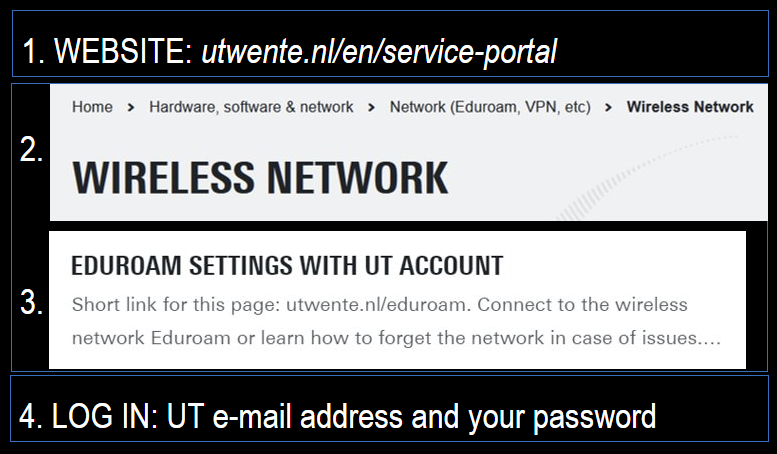 1. WEBSITE: utwente.nl/en/service-portal
2.
Home > Hardware, software & network > Network (Eduroam, VPN, etc) > Wireless Network
WIRELESS NETWORK
3.
EDUROAM SETTINGS WITH UT ACCOUNT
Short link for this page: utwente.nl/eduroam. Connect to the wireless
network Eduroam or learn how to forget the network in case of issues....
4. LOG IN: UT e-mail address and your password